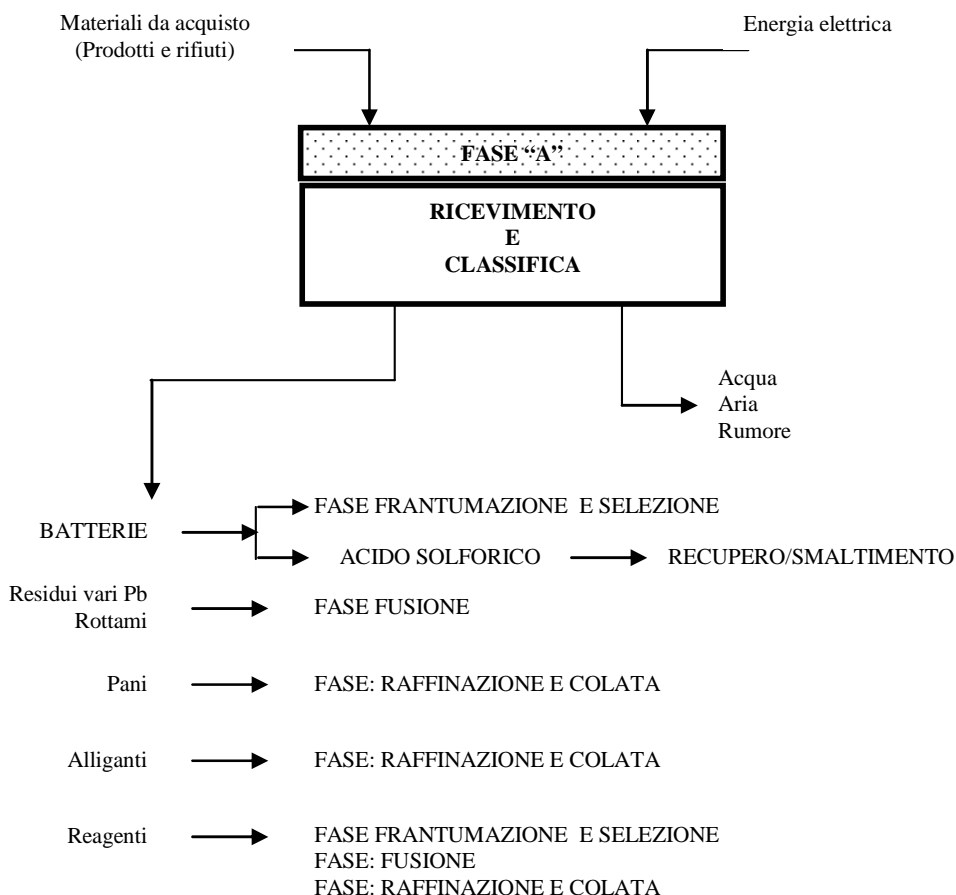 Materiali da acquisto
(Prodotti e rifiuti)
Energia elettrica
FASE “A”
RICEVIMENTO
E
CLASSIFICA
Acqua
Aria
Rumore
BATTERIE
FASE FRANTUMAZIONE E SELEZIONE
ACIDO SOLFORICO
RECUPERO/SMALTIMENTO
Residui vari Pb
Rottami
FASE FUSIONE
Pani
FASE: RAFFINAZIONE E COLATA
Alliganti
FASE: RAFFINAZIONE E COLATA
Reagenti
FASE FRANTUMAZIONE E SELEZIONE
FASE: FUSIONE
FASE: RAFFINAZIONE E COLATA